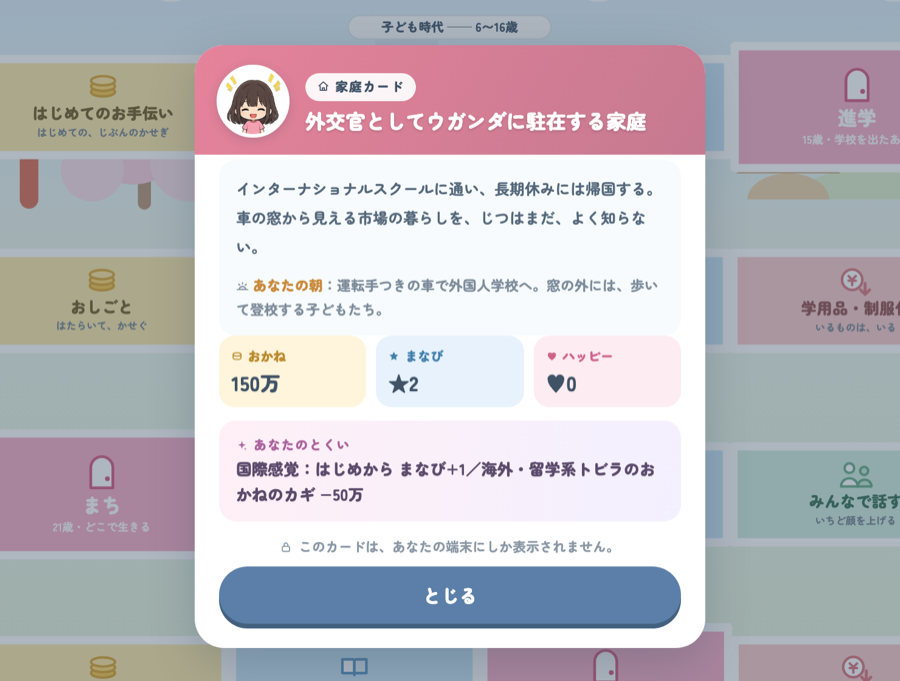 子ども時代 —— 6〜16歳
はじめてのお手伝い
はじめての、じぶんのかせぎ
進学
15歳・学校を出たあ
家庭カード
外交官としてウガンダに駐在する家庭
インターナショナルスクールに通い、長期休みには帰国する。
車の窓から見える市場の暮らしを、じつはまだ、よく知らな
い。
あなたの朝：運転手つきの車で外国人学校へ。窓の外には、歩い
て登校する子どもたち。
おしごと
はたらいて、かせぐ
学用品・制服
いるものは、いる
おかね
150万
まなび
★2
ハッピー
♥0
あなたのとくい
国際感覚：はじめから まなび+1／海外・留学系トビラのお
かねのカギ −50万
まち
21歳・どこで生きる
みんなで話す
いちど顔を上げる
このカードは、あなたの端末にしか表示されません。
とじる